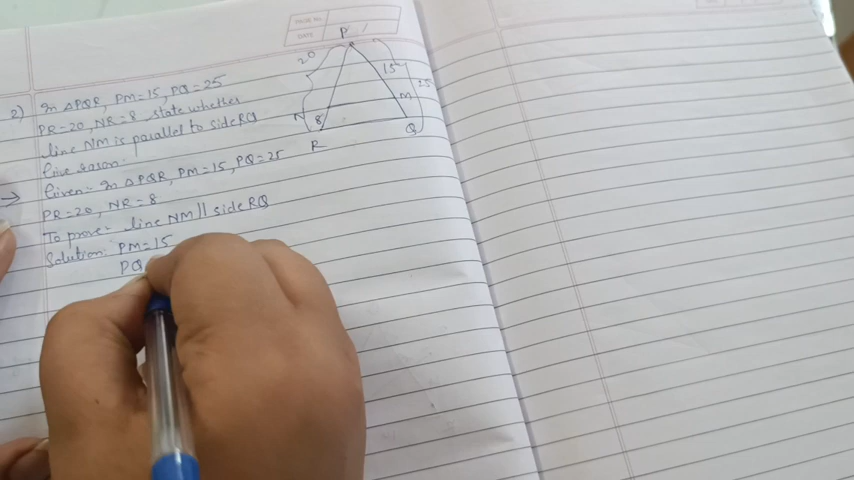 PAGE No.
DATE
2) In △PQR, PM=15, PQ=25
PR=20, NR=8, state whether
line NM is parallel to side RQ.
Give reason.
→ Given:- In △PQR, PM=15, PQ=25
PR=20, NR=8
To prove:- line NM || side RQ
Solution:- PM=15
PQ
P
20
15
25
N
M
8
R
Q